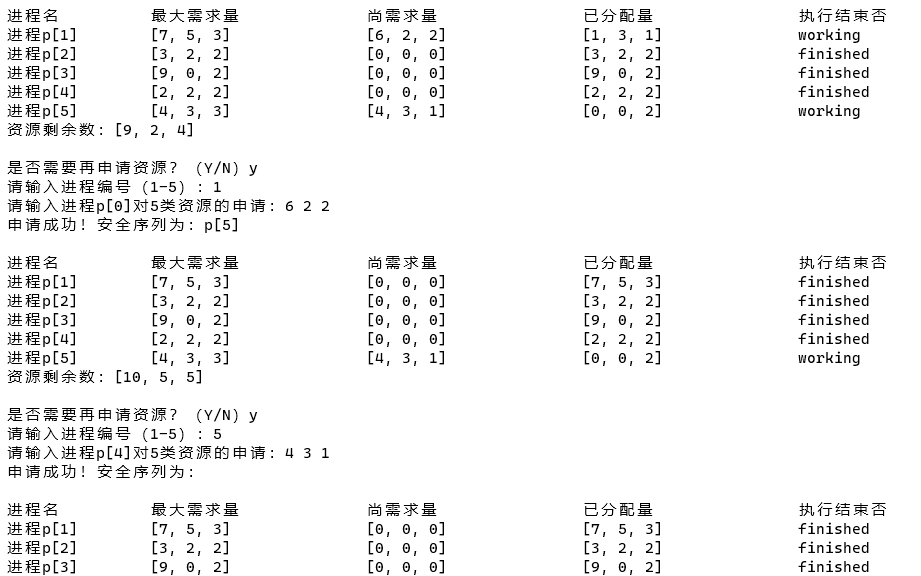 进程名 最大需求量 尚需求量 已分配量 执行结束否
进程p[1] [7, 5, 3] [6, 2, 2] [1, 3, 1] working
进程p[2] [3, 2, 2] [0, 0, 0] [3, 2, 2] finished
进程p[3] [9, 0, 2] [0, 0, 0] [9, 0, 2] finished
进程p[4] [2, 2, 2] [0, 0, 0] [2, 2, 2] finished
进程p[5] [4, 3, 3] [4, 3, 1] [0, 0, 2] working
资源剩余数: [9, 2, 4]
是否需要再申请资源? (Y/N) y
请输入进程编号 (1-5) : 1
请输入进程p[0]对5类资源的申请: 6 2 2
申请成功! 安全序列为: p[5]
进程名 最大需求量 尚需求量 已分配量 执行结束否
进程p[1] [7, 5, 3] [0, 0, 0] [7, 5, 3] finished
进程p[2] [3, 2, 2] [0, 0, 0] [3, 2, 2] finished
进程p[3] [9, 0, 2] [0, 0, 0] [9, 0, 2] finished
进程p[4] [2, 2, 2] [0, 0, 0] [2, 2, 2] finished
进程p[5] [4, 3, 3] [4, 3, 1] [0, 0, 2] working
资源剩余数: [10, 5, 5]
是否需要再申请资源? (Y/N) y
请输入进程编号 (1-5) : 5
请输入进程p[4]对5类资源的申请: 4 3 1
申请成功! 安全序列为:
进程名 最大需求量 尚需求量 已分配量 执行结束否
进程p[1] [7, 5, 3] [0, 0, 0] [7, 5, 3] finished
进程p[2] [3, 2, 2] [0, 0, 0] [3, 2, 2] finished
进程p[3] [9, 0, 2] [0, 0, 0] [9, 0, 2] finished